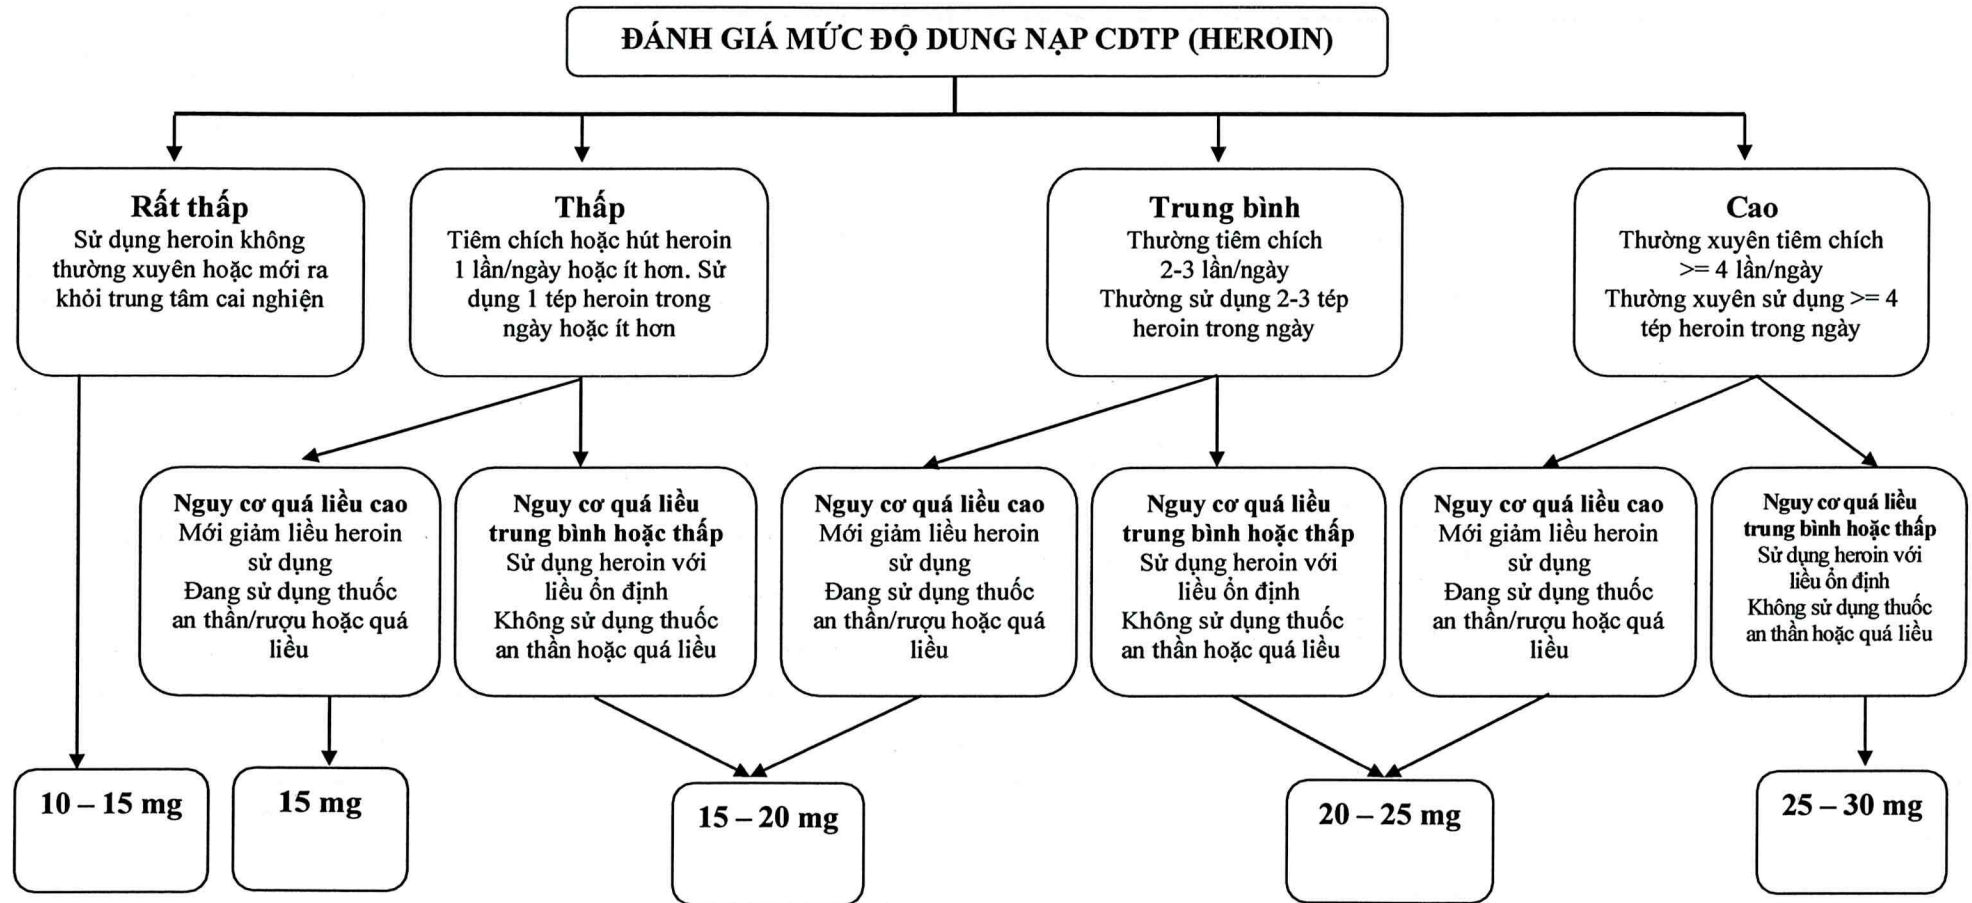 ĐÁNH GIÁ MỨC ĐỘ DUNG NẠP CDTP (HEROIN)
Rất thấp
Sử dụng heroin không
thường xuyên hoặc mới ra
khỏi trung tâm cai nghiện
Thấp
Tiêm chích hoặc hút heroin
1 lần/ngày hoặc ít hơn. Sử
dụng 1 tép heroin trong
ngày hoặc ít hơn
Trung bình
Thường tiêm chích
2-3 lần/ngày
Thường sử dụng 2-3 tép
heroin trong ngày
Cao
Thường xuyên tiêm chích
>= 4 lần/ngày
Thường xuyên sử dụng >= 4
tép heroin trong ngày
Nguy cơ quá liều cao
Mới giảm liều heroin
sử dụng
Đang sử dụng thuốc
an thần/rượu hoặc quá
liều
Nguy cơ quá liều
trung bình hoặc thấp
Sử dụng heroin với
liều ổn định
Không sử dụng thuốc
an thần hoặc quá liều
Nguy cơ quá liều cao
Mới giảm liều heroin
sử dụng
Đang sử dụng thuốc
an thần/rượu hoặc quá
liều
Nguy cơ quá liều
trung bình hoặc thấp
Sử dụng heroin với
liều ổn định
Không sử dụng thuốc
an thần hoặc quá liều
Nguy cơ quá liều cao
Mới giảm liều heroin
sử dụng
Đang sử dụng thuốc
an thần/rượu hoặc quá
liều
Nguy cơ quá liều
trung bình hoặc thấp
Sử dụng heroin với
liều ổn định
Không sử dụng thuốc
an thần hoặc quá liều
10 – 15 mg
15 mg
15 – 20 mg
20 – 25 mg
25 – 30 mg